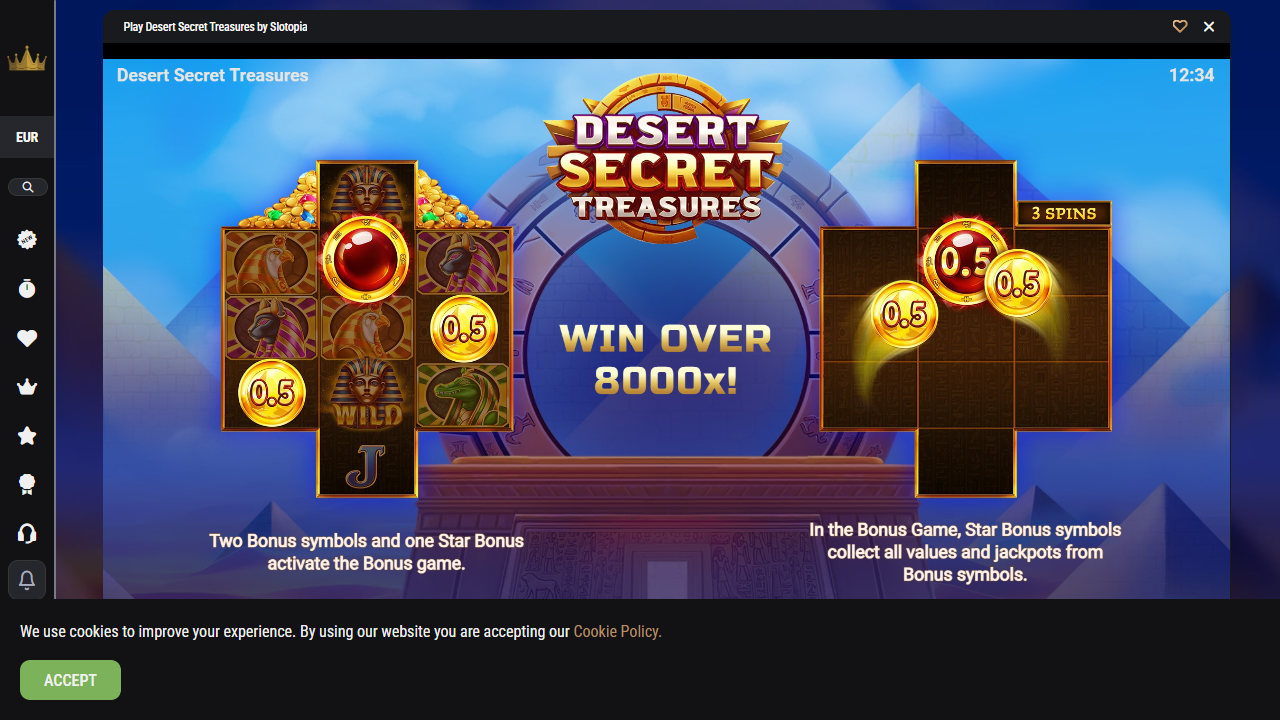 Play Desert Secret Treasures by Slotopia
EUR
NEW
Desert Secret Treasures
12:34
DESERT
SECRET
TREASURES
3 SPINS
0.5
0.5
0.5
0.5
0.5
WILD
J
WIN OVER
8000x!
Two Bonus symbols and one Star Bonus
activate the Bonus game.
In the Bonus Game, Star Bonus symbols
collect all values and jackpots from
Bonus symbols.
We use cookies to improve your experience. By using our website you are accepting our Cookie Policy.
ACCEPT